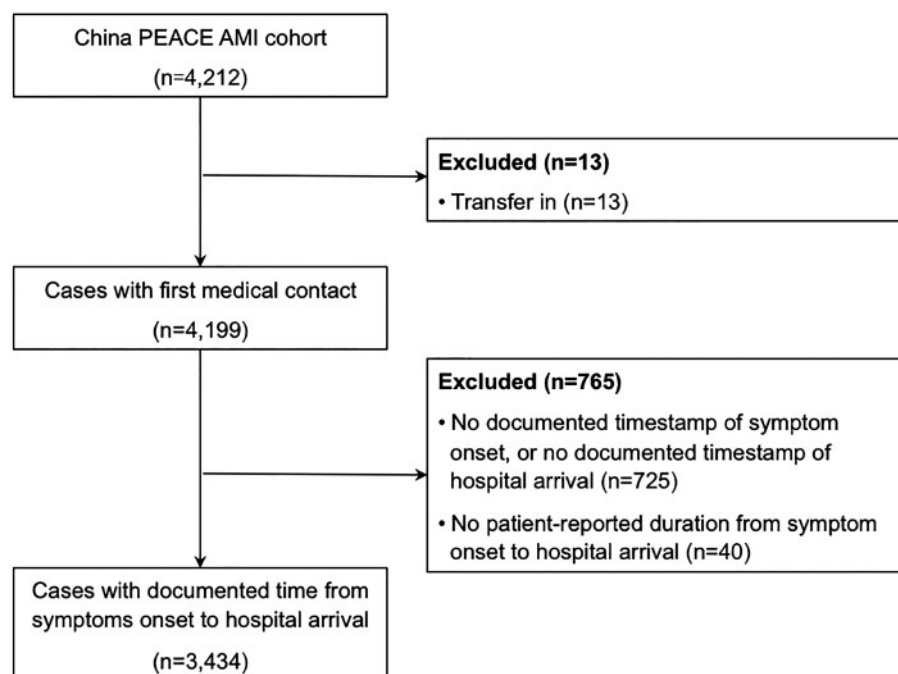 China PEACE AMI cohort
(n=4,212)
Excluded (n=13)
• Transfer in (n=13)
Cases with first medical contact
(n=4,199)
Excluded (n=765)
• No documented timestamp of symptom
onset, or no documented timestamp of
hospital arrival (n=725)
• No patient-reported duration from symptom
onset to hospital arrival (n=40)
Cases with documented time from
symptoms onset to hospital arrival
(n=3,434)